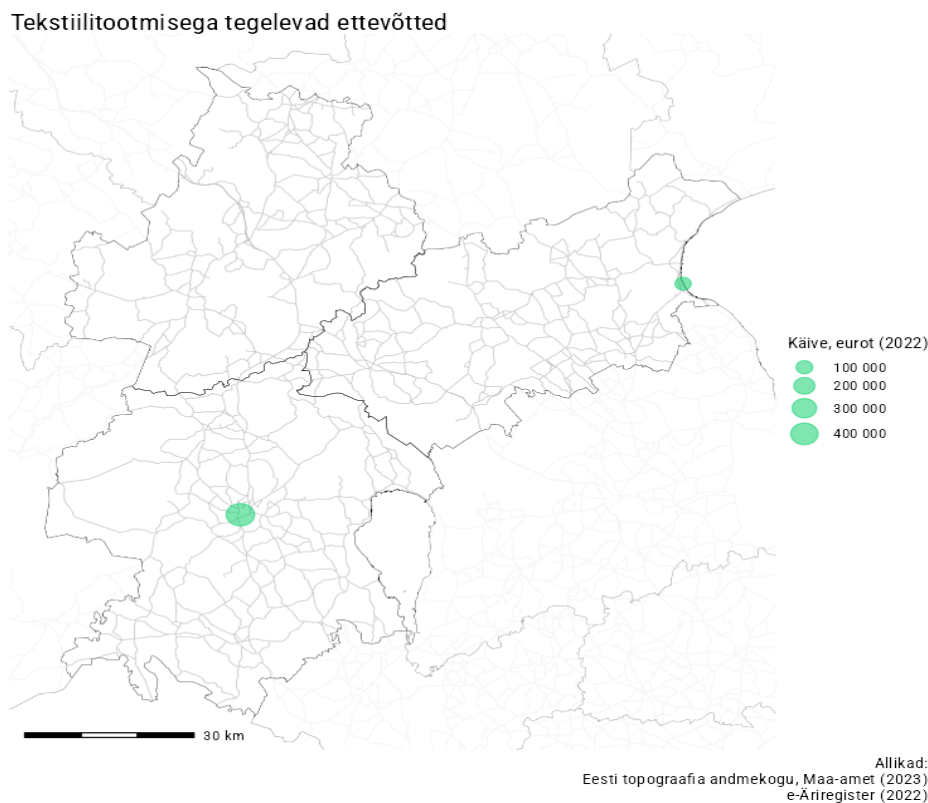 Tekstiilitootmisega tegelevad ettevõtted
Käive, eurot (2022)
100 000
200 000
300 000
400 000
30 km
Allikad:
Eesti topograafia andmekogu, Maa-amet (2023)
e-Äriregister (2022)